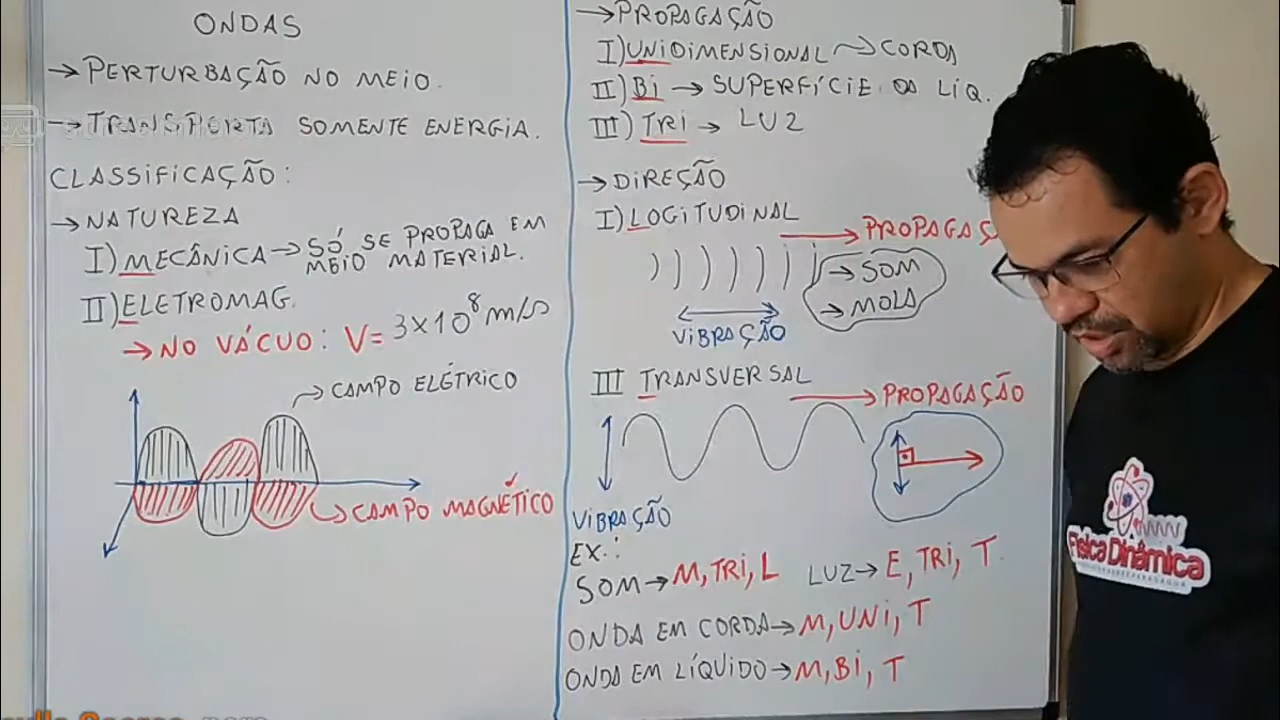 ONDAS
→ PERTURBAÇÃO NO MEIO.
→ TRANSPORTA SOMENTE ENERGIA.
CLASSIFICAÇÃO:
→ NATUREZA
I) MECÂNICA → SÓ SE PROPAGA EM
MEIO MATERIAL.
II) ELETROMAG.
→ NO VÁCUO: V = 3×10⁸ m/s
→ CAMPO ELÉTRICO
→ CAMPO MAGNÉTICO
→ PROPAGAÇÃO
I) UNIDIMENSIONAL → CORDA
II) BI → SUPERFÍCIE DA LÍQ.
III) TRI → LUZ
→ DIREÇÃO
I) LOGITUDINAL
PROPAGAÇ
→ SOM
→ MOLA
VIBRAÇÃO
III TRANSVERSAL
PROPAGAÇÃO
VIBRAÇÃO
EX.:
SOM → M, TRI, L LUZ → E, TRI, T
ONDA EM CORDA → M, UNI, T
ONDA EM LÍQUIDO → M, BI, T
Física Dinâmica